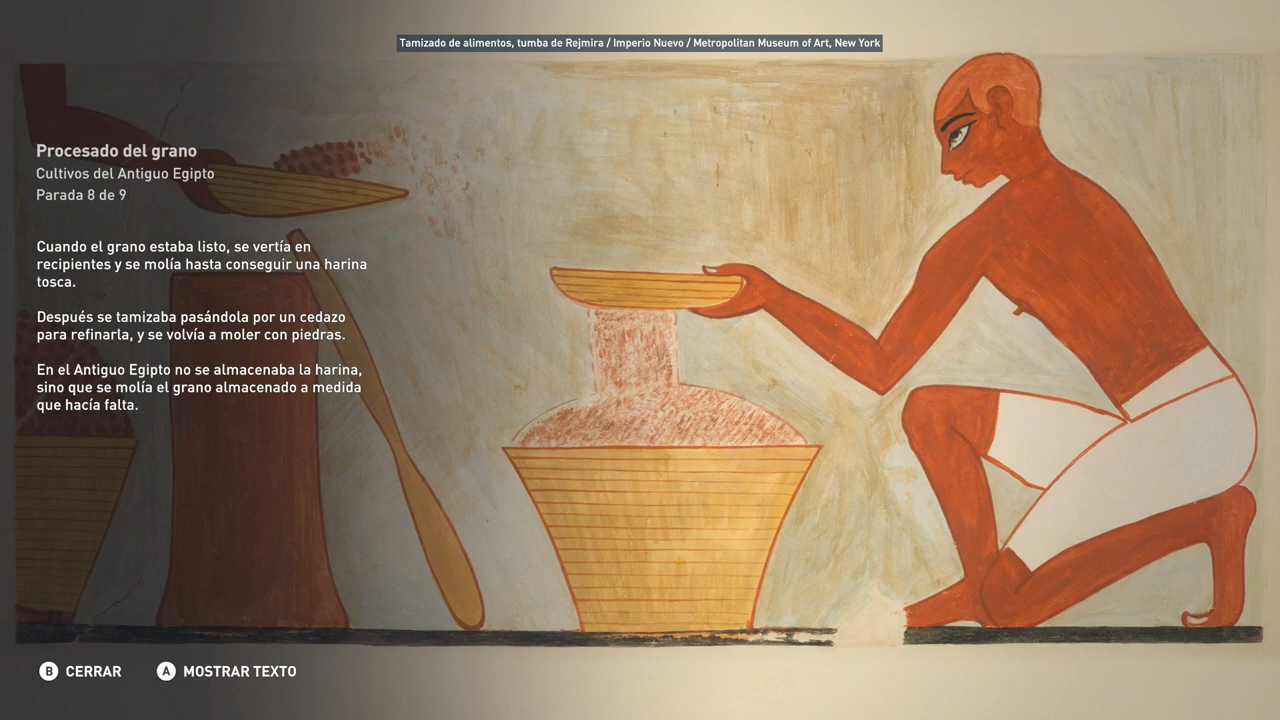 Tamizado de alimentos, tumba de Rejmira / Imperio Nuevo / Metropolitan Museum of Art, New York
Procesado del grano
Cultivos del Antiguo Egipto
Parada 8 de 9
Cuando el grano estaba listo, se vertía en
recipientes y se molía hasta conseguir una harina
tosca.
Después se tamizaba pasándola por un cedazo
para refinarla, y se volvía a moler con piedras.
En el Antiguo Egipto no se almacenaba la harina,
sino que se molía el grano almacenado a medida
que hacía falta.
B CERRAR
A MOSTRAR TEXTO